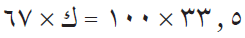 ٦٧ × ك = ١٠٠ × ٣٣,٥